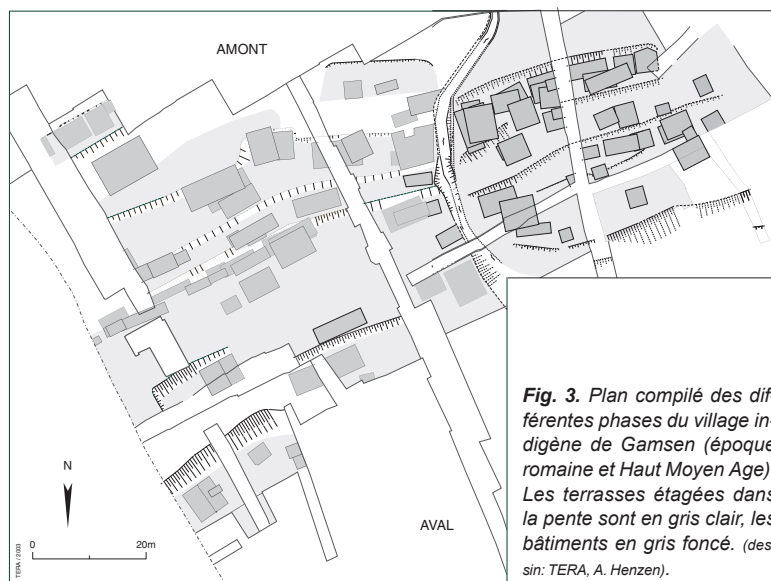 AMONT
N
0
20m
TERA / 2003
AVAL
Fig. 3. Plan compilé des dif-
férentes phases du village in-
digène de Gamsen (époque
romaine et Haut Moyen Age)
Les terrasses étagées dans
la pente sont en gris clair, les
bâtiments en gris foncé. (des
sin: TERA, A. Henzen).